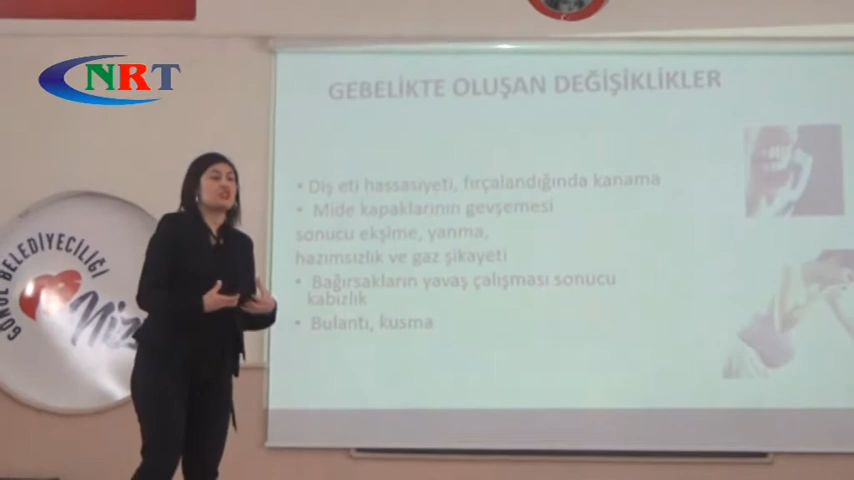 NRT
GEBELİKTE OLUŞAN DEĞİŞİKLİKLER
• Diş eti hassasiyeti, fırçalandığında kanama
• Mide kapaklarının gevşemesi
sonucu ekşime, yanma,
hazımsızlık ve gaz şikayeti
• Bağırsakların yavaş çalışması sonucu
kabızlık
• Bulantı, kusma
GÖNÜL BELEDİYECİLİĞİ